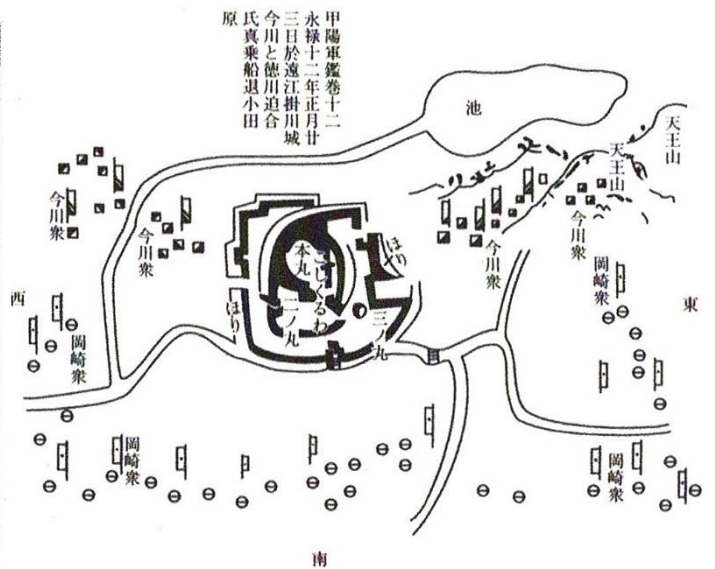 甲陽軍鑑巻十二
永禄十二年正月廿
三日於遠江掛川城
今川と徳川迫合
氏真乗船退小田
原
池
天王山
天王山
今川衆
今川衆
今川衆
今川衆
岡崎衆
東
西
岡崎衆
ほり
こしくるわ
本丸
二ノ丸
三ノ丸
ほり
岡崎衆
岡崎衆
南